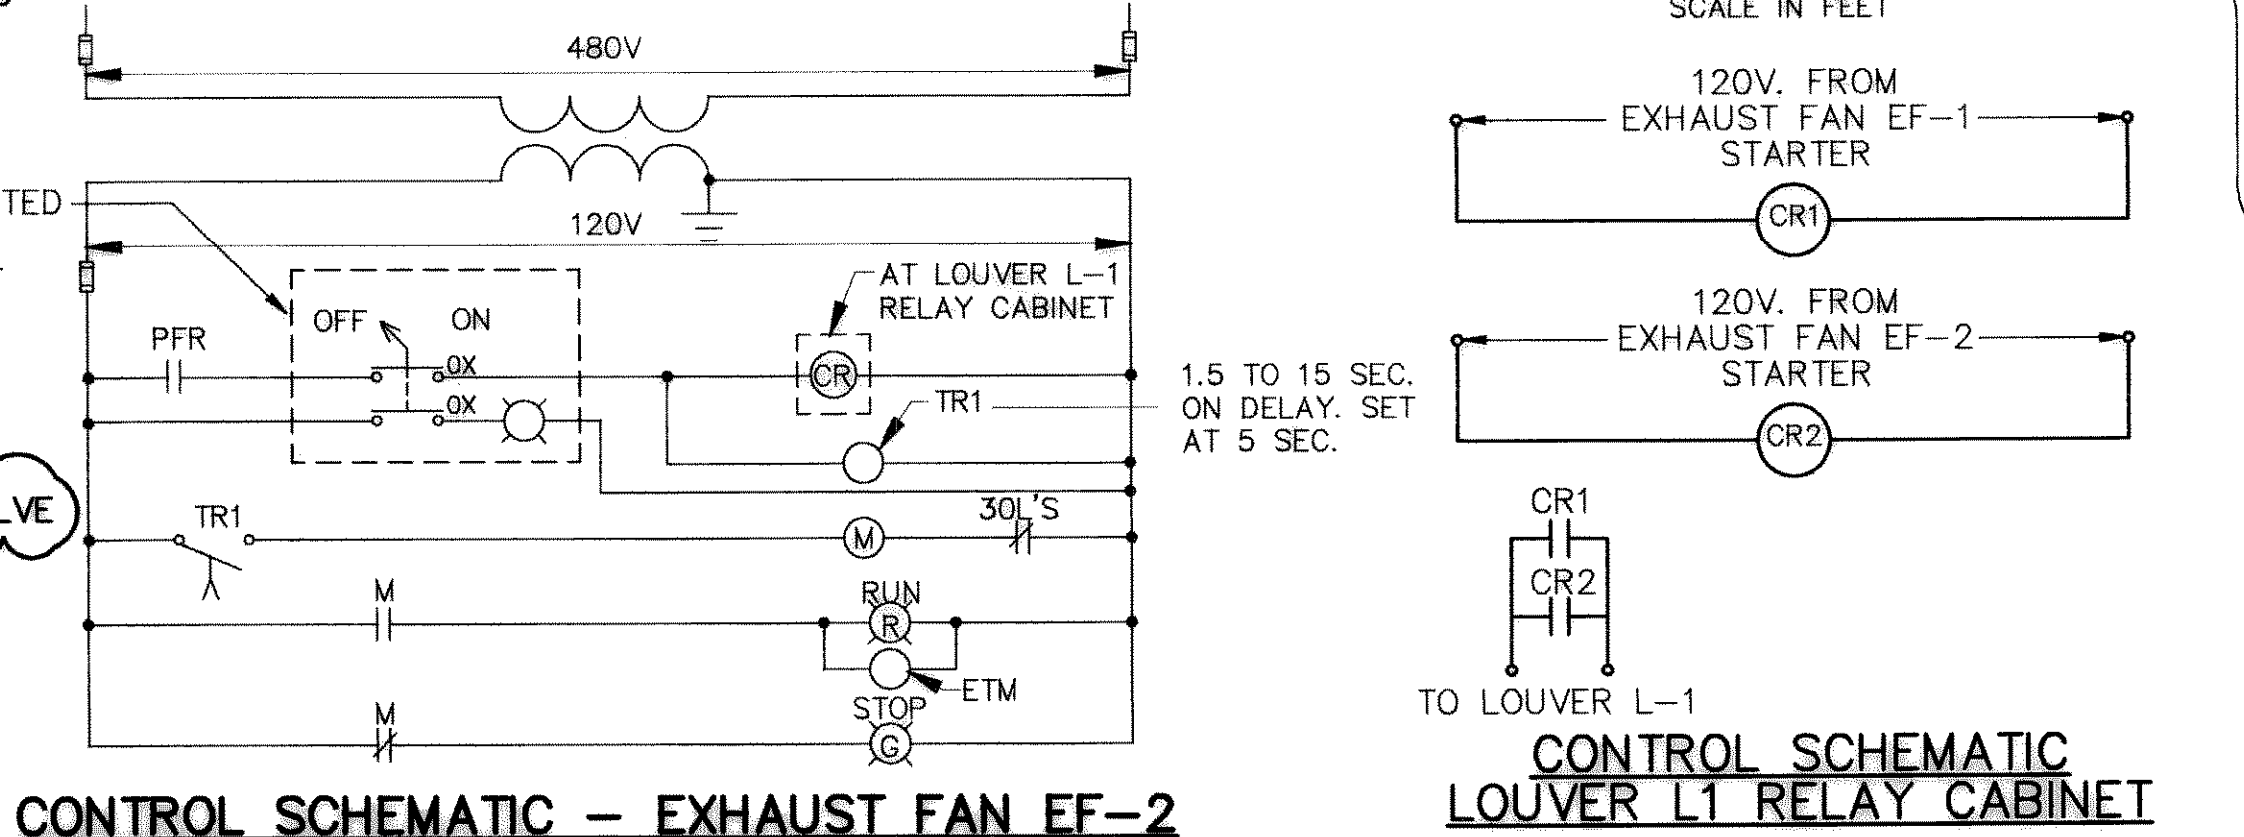 SCALE IN FEET
480V
120V
TED
OFF
ON
PFR
OX
OX
AT LOUVER L-1
RELAY CABINET
CR
TR1
1.5 TO 15 SEC.
ON DELAY. SET
AT 5 SEC.
LVE
TR1
M
3OL'S
M
RUN
R
ETM
M
STOP
G
CONTROL SCHEMATIC - EXHAUST FAN EF-2
120V. FROM
EXHAUST FAN EF-1
STARTER
CR1
120V. FROM
EXHAUST FAN EF-2
STARTER
CR2
CR1
CR2
TO LOUVER L-1
CONTROL SCHEMATIC
LOUVER L1 RELAY CABINET